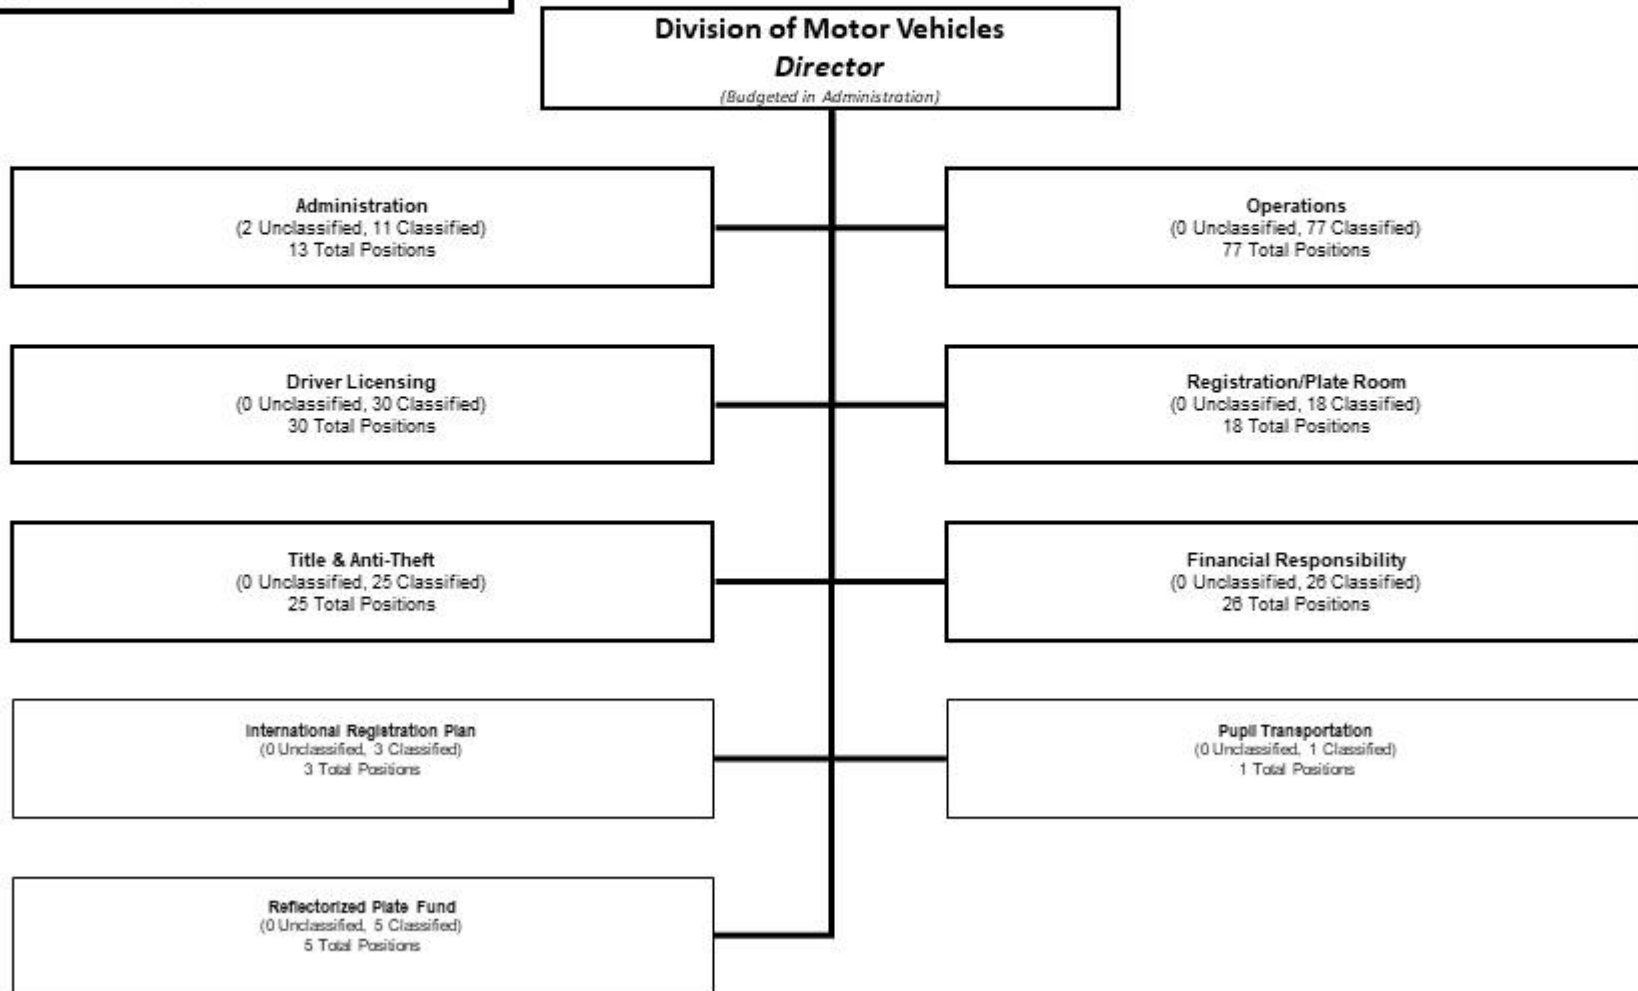 Division of Motor Vehicles
Director
(Budgeted in Administration)
Administration
(2 Unclassified, 11 Classified)
13 Total Positions
Operations
(0 Unclassified, 77 Classified)
77 Total Positions
Driver Licensing
(0 Unclassified, 30 Classified)
30 Total Positions
Registration/Plate Room
(0 Unclassified, 18 Classified)
18 Total Positions
Title & Anti-Theft
(0 Unclassified, 25 Classified)
25 Total Positions
Financial Responsibility
(0 Unclassified, 26 Classified)
26 Total Positions
International Registration Plan
(0 Unclassified, 3 Classified)
3 Total Positions
Pupil Transportation
(0 Unclassified, 1 Classified)
1 Total Positions
Reflectorized Plate Fund
(0 Unclassified, 5 Classified)
5 Total Positions